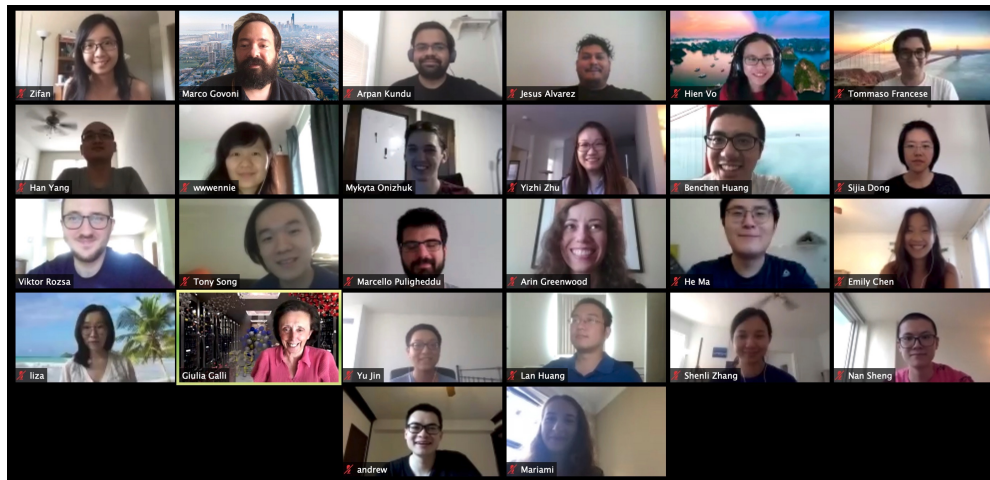 Zifan
Marco Govoni
Arpan Kundu
Jesus Alvarez
Hien Vo
Tommaso Francese
Han Yang
wwwennie
Mykyta Onizhuk
Yizhi Zhu
Benchen Huang
Sijia Dong
Viktor Rozsa
Tony Song
Marcello Puligheddu
Arin Greenwood
He Ma
Emily Chen
liza
Giulia Galli
Yu Jin
Lan Huang
Shenli Zhang
Nan Sheng
andrew
Mariami